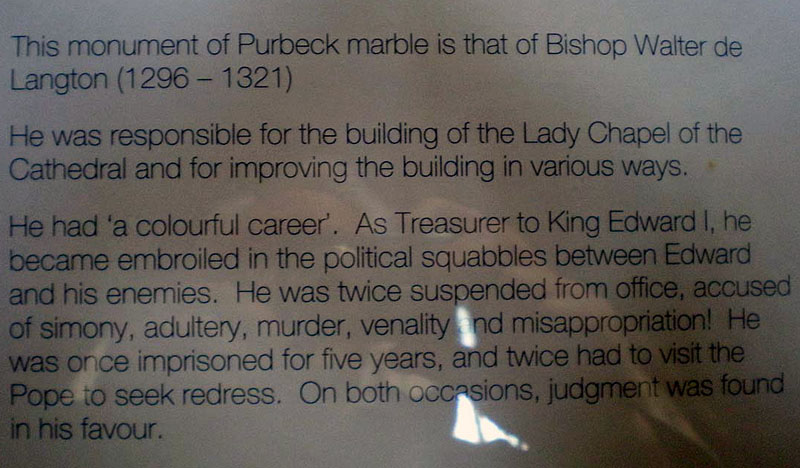 This monument of Purbeck marble is that of Bishop Walter de
Langton (1296 – 1321)
He was responsible for the building of the Lady Chapel of the
Cathedral and for improving the building in various ways.
He had ‘a colourful career’.  As Treasurer to King Edward I, he
became embroiled in the political squabbles between Edward
and his enemies.  He was twice suspended from office, accused
of simony, adultery, murder, venality and misappropriation!  He
was once imprisoned for five years, and twice had to visit the
Pope to seek redress.  On both occasions, judgment was found
in his favour.